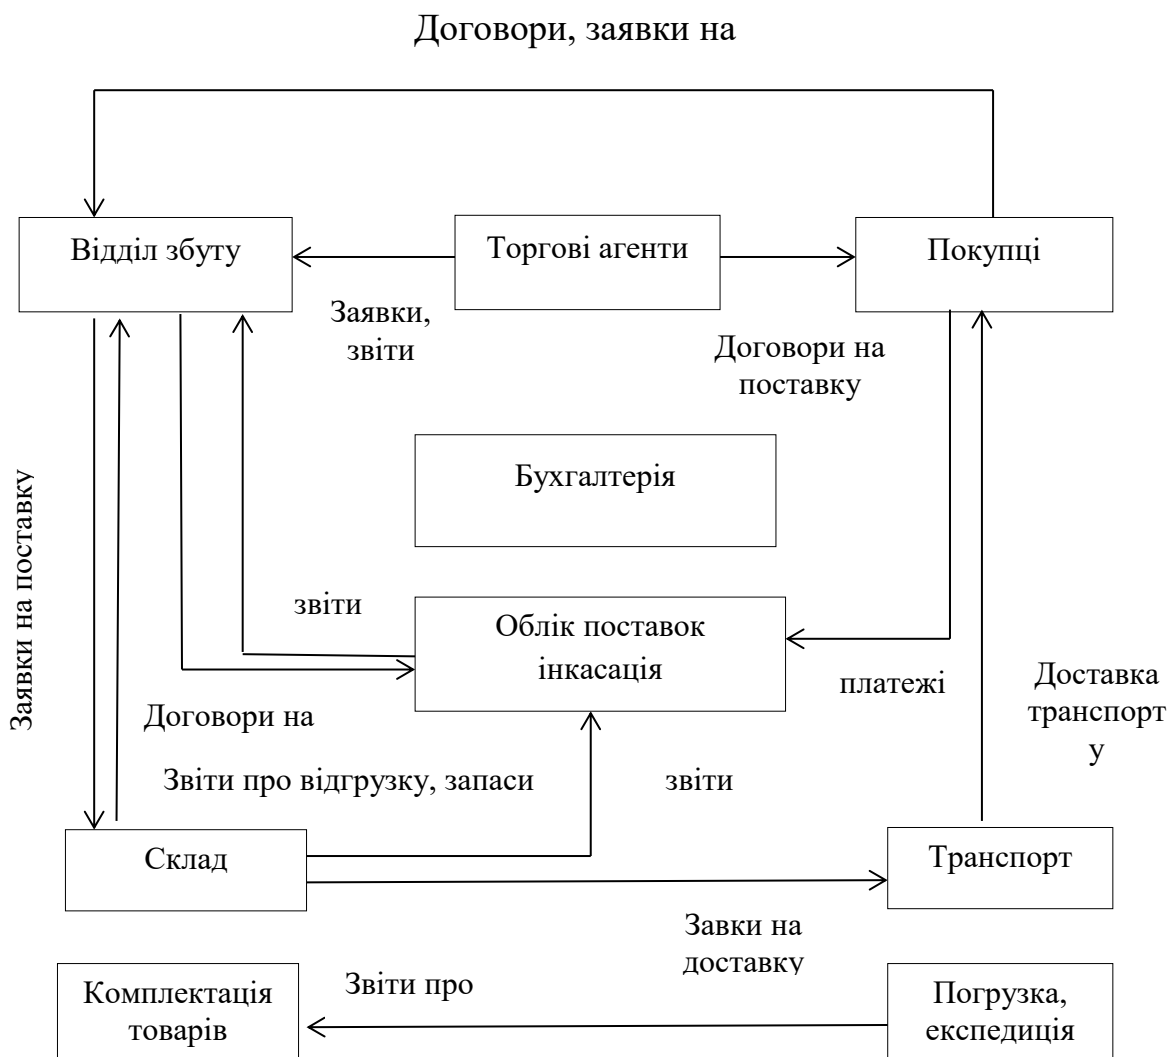 Договори, заявки на
Відділ збуту
Торгові агенти
Покупці
Заявки,
звіти
Договори на
поставку
Бухгалтерія
Заявки на поставку
звіти
Облік поставок
інкасація
платежі
Доставка
транспорт
у
Договори на
Звіти про відгрузку, запаси
звіти
Склад
Транспорт
Завки на
доставку
Комплектація
товарів
Звіти про
Погрузка,
експедиція